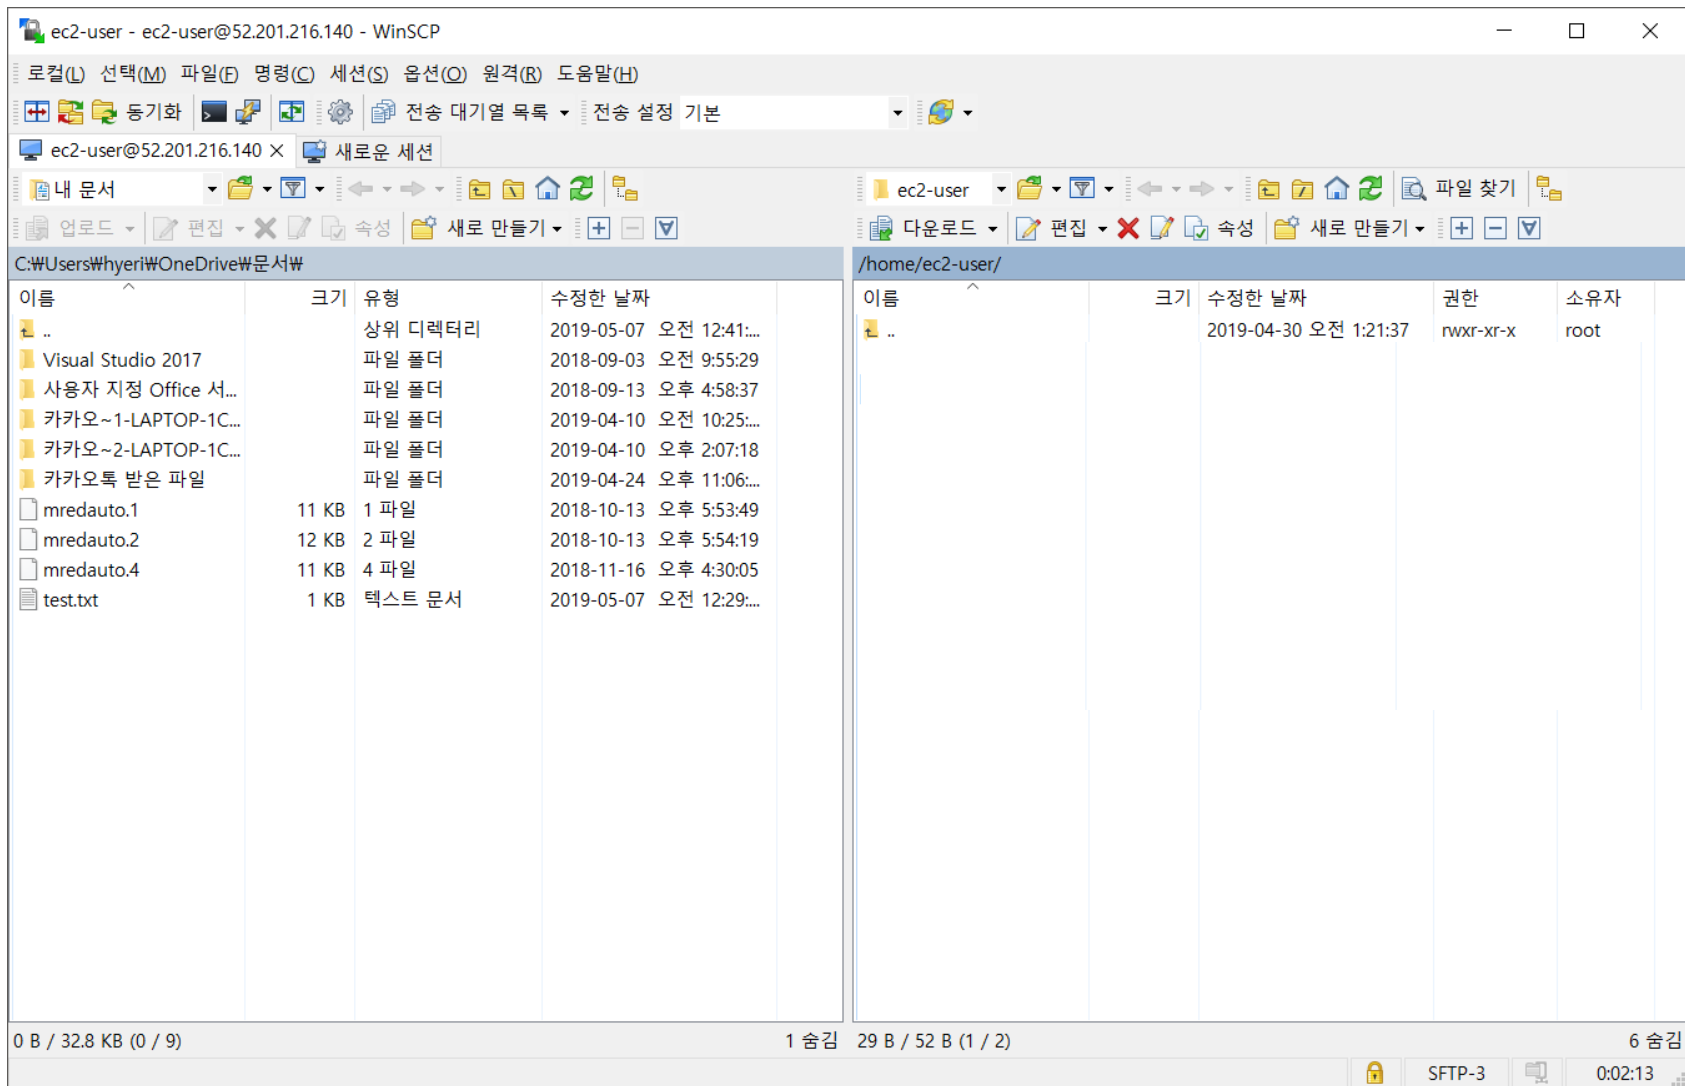 ec2-user - ec2-user@52.201.216.140 - WinSCP
로컬(L) 선택(M) 파일(F) 명령(C) 세션(S) 옵션(O) 원격(R) 도움말(H)
동기화 전송 대기열 목록 전송 설정 기본
ec2-user@52.201.216.140 새로운 세션
내 문서 ec2-user 파일 찾기
업로드 편집 속성 새로 만들기 다운로드 편집 속성 새로 만들기
C:₩Users₩hyeri₩OneDrive₩문서₩ /home/ec2-user/
이름 크기 유형 수정한 날짜 이름 크기 수정한 날짜 권한 소유자
.. 상위 디렉터리 2019-05-07 오전 12:41:... .. 2019-04-30 오전 1:21:37 rwxr-xr-x root
Visual Studio 2017 파일 폴더 2018-09-03 오전 9:55:29
사용자 지정 Office 서... 파일 폴더 2018-09-13 오후 4:58:37
카카오~1-LAPTOP-1C... 파일 폴더 2019-04-10 오전 10:25:...
카카오~2-LAPTOP-1C... 파일 폴더 2019-04-10 오후 2:07:18
카카오톡 받은 파일 파일 폴더 2019-04-24 오후 11:06:...
mredauto.1 11 KB 1 파일 2018-10-13 오후 5:53:49
mredauto.2 12 KB 2 파일 2018-10-13 오후 5:54:19
mredauto.4 11 KB 4 파일 2018-11-16 오후 4:30:05
test.txt 1 KB 텍스트 문서 2019-05-07 오전 12:29:...
0 B / 32.8 KB (0 / 9) 1 숨김 29 B / 52 B (1 / 2) 6 숨김
SFTP-3 0:02:13